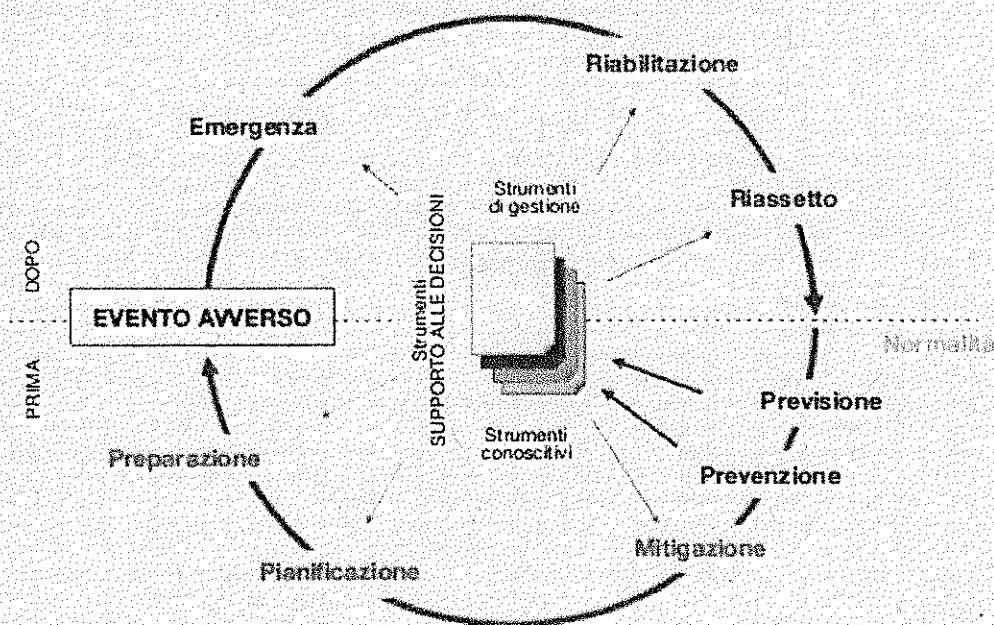 Riabilitazione
Emergenza
Strumenti
di gestione
Riassetto
DOPO
EVENTO AVVERSO
Strumenti
SUPPORTO ALLE DECISIONI
Normalità
PRIMA
Previsione
Strumenti
conoscitivi
Preparazione
Prevenzione
Mitigazione
Pianificazione